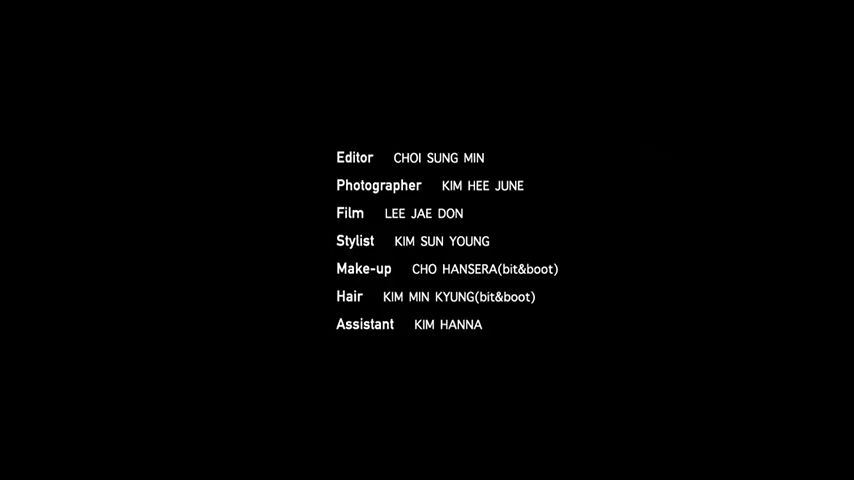 Editor CHOI SUNG MIN
Photographer KIM HEE JUNE
Film LEE JAE DON
Stylist KIM SUN YOUNG
Make-up CHO HANSERA(bit&boot)
Hair KIM MIN KYUNG(bit&boot)
Assistant KIM HANNA